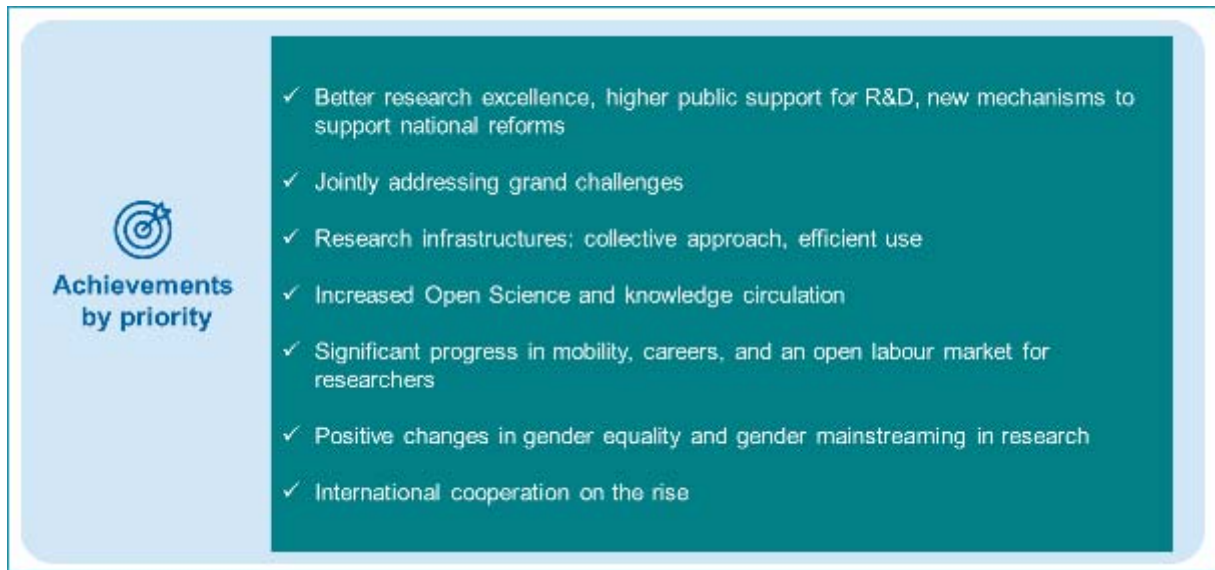 Achievements
by priority
✓ Better research excellence, higher public support for R&D, new mechanisms to
support national reforms
✓ Jointly addressing grand challenges
✓ Research infrastructures: collective approach, efficient use
✓ Increased Open Science and knowledge circulation
✓ Significant progress in mobility, careers, and an open labour market for
researchers
✓ Positive changes in gender equality and gender mainstreaming in research
✓ International cooperation on the rise